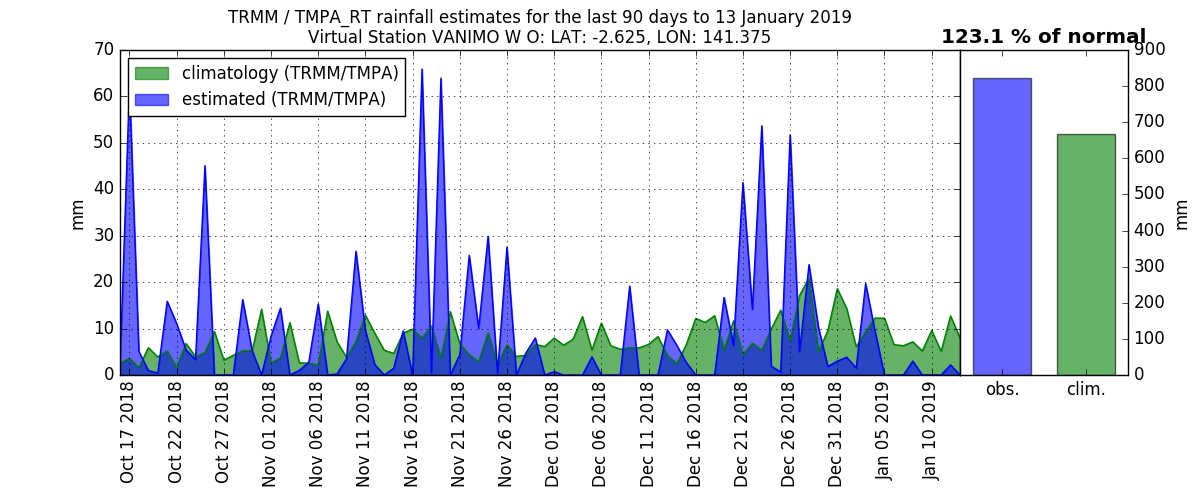 TRMM / TMPA_RT rainfall estimates for the last 90 days to 13 January 2019
Virtual Station VANIMO W O: LAT: -2.625, LON: 141.375
123.1 % of normal
climatology (TRMM/TMPA)
estimated (TRMM/TMPA)
mm
70
60
50
40
30
20
10
0
Oct 17 2018
Oct 22 2018
Oct 27 2018
Nov 01 2018
Nov 06 2018
Nov 11 2018
Nov 16 2018
Nov 21 2018
Nov 26 2018
Dec 01 2018
Dec 06 2018
Dec 11 2018
Dec 16 2018
Dec 21 2018
Dec 26 2018
Dec 31 2018
Jan 05 2019
Jan 10 2019
obs.
clim.
900
800
700
600
500
400
300
200
100
0
mm